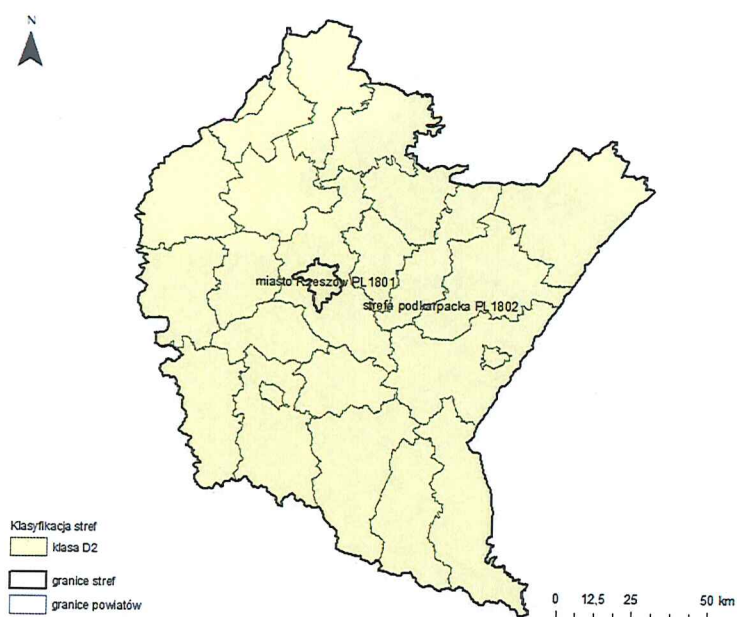 N
miasto Rzeszów PL1801
strefa podkarpacka PL1802
Klasyfikacja stref
klasa D2
granice stref
granice powiatów
0 12,5 25 50 km